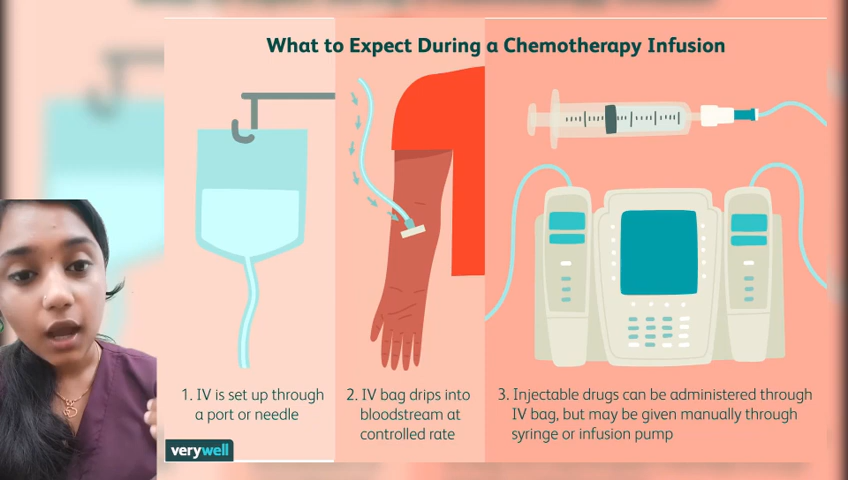 What to Expect During a Chemotherapy Infusion
1. IV is set up through
a port or needle
2. IV bag drips into
bloodstream at
controlled rate
3. Injectable drugs can be administered through
IV bag, but may be given manually through
syringe or infusion pump
verywell